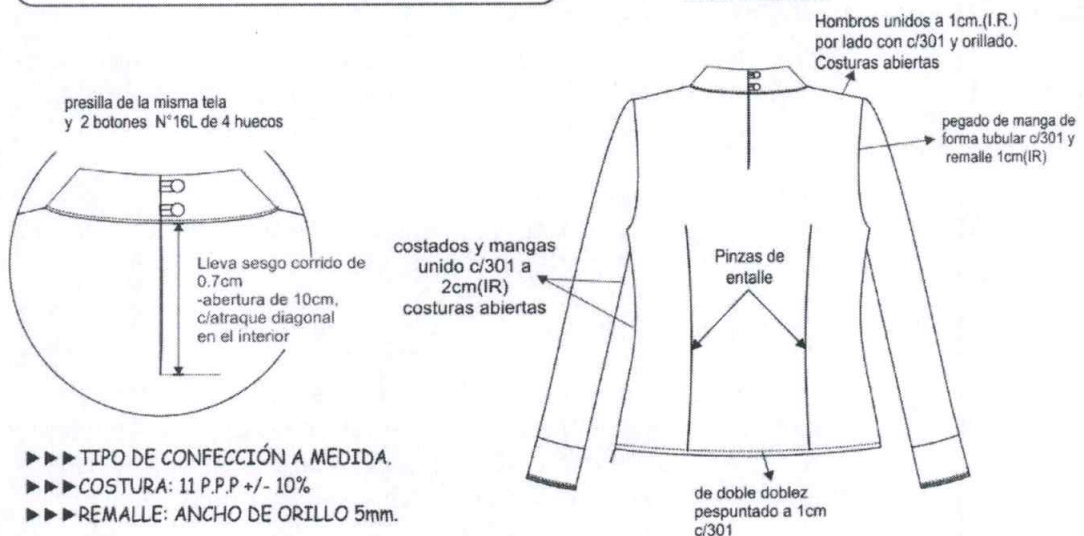 Hombros unidos a 1cm.(I.R.)
por lado con c/301 y orillado.
Costuras abiertas
presilla de la misma tela
y 2 botones N°16L de 4 huecos
pegado de manga de
forma tubular c/301 y
remalle 1cm(IR)
Lleva sesgo corrido de
0.7cm
-abertura de 10cm,
c/atraque diagonal
en el interior
costados y mangas
unido c/301 a
2cm(IR)
costuras abiertas
Pinzas de
entalle
►►►TIPO DE CONFECCIÓN A MEDIDA.
►►►COSTURA: 11 P.P.P +/- 10%
►►►REMALLE: ANCHO DE ORILLO 5mm.
de doble doblez
pespuntado a 1cm
c/301